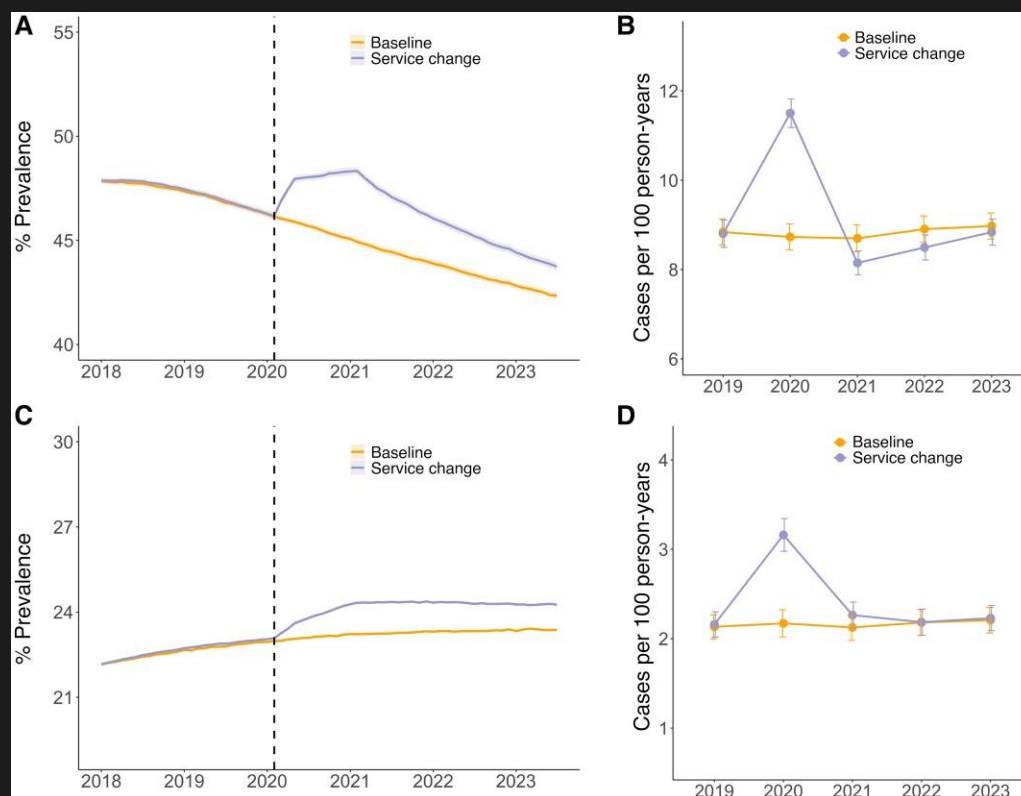 A
% Prevalence
55
50
45
40
Baseline
Service change
2018 2019 2020 2021 2022 2023
B
Cases per 100 person-years
12
10
8
6
Baseline
Service change
2019 2020 2021 2022 2023
C
% Prevalence
30
27
24
21
Baseline
Service change
2018 2019 2020 2021 2022 2023
D
Cases per 100 person-years
4
3
2
1
Baseline
Service change
2019 2020 2021 2022 2023